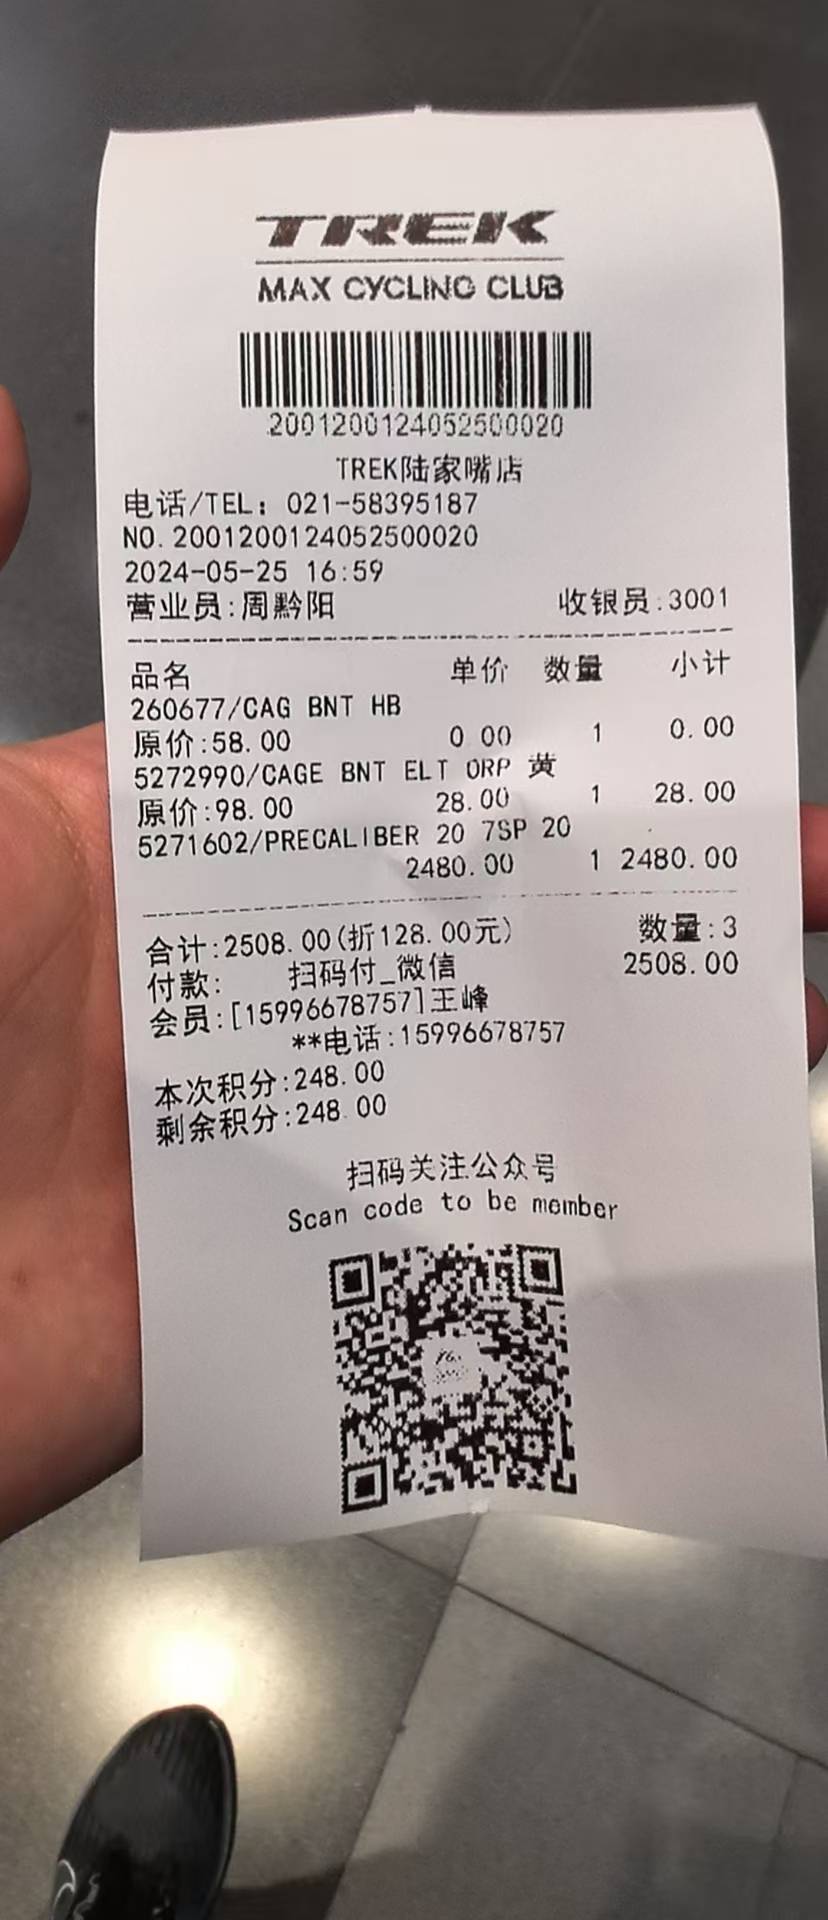 TREK
MAX CYCLING CLUB
2001200124052500020
TREK陆家嘴店
电话/TEL: 021-58395187
NO. 2001200124052500020
2024-05-25 16:59
营业员:周黔阳 收银员:3001
品名 单价 数量 小计
260677/CAG BNT HB
原价:58.00 0.00 1 0.00
5272990/CAGE BNT ELT ORP 黄
原价:98.00 28.00 1 28.00
5271602/PRECALIBER 20 7SP 20
2480.00 1 2480.00
合计:2508.00(折128.00元) 数量:3
付款: 扫码付_微信 2508.00
会员:[15996678757]王峰
**电话:15996678757
本次积分:248.00
剩余积分:248.00
扫码关注公众号
Scan code to be member